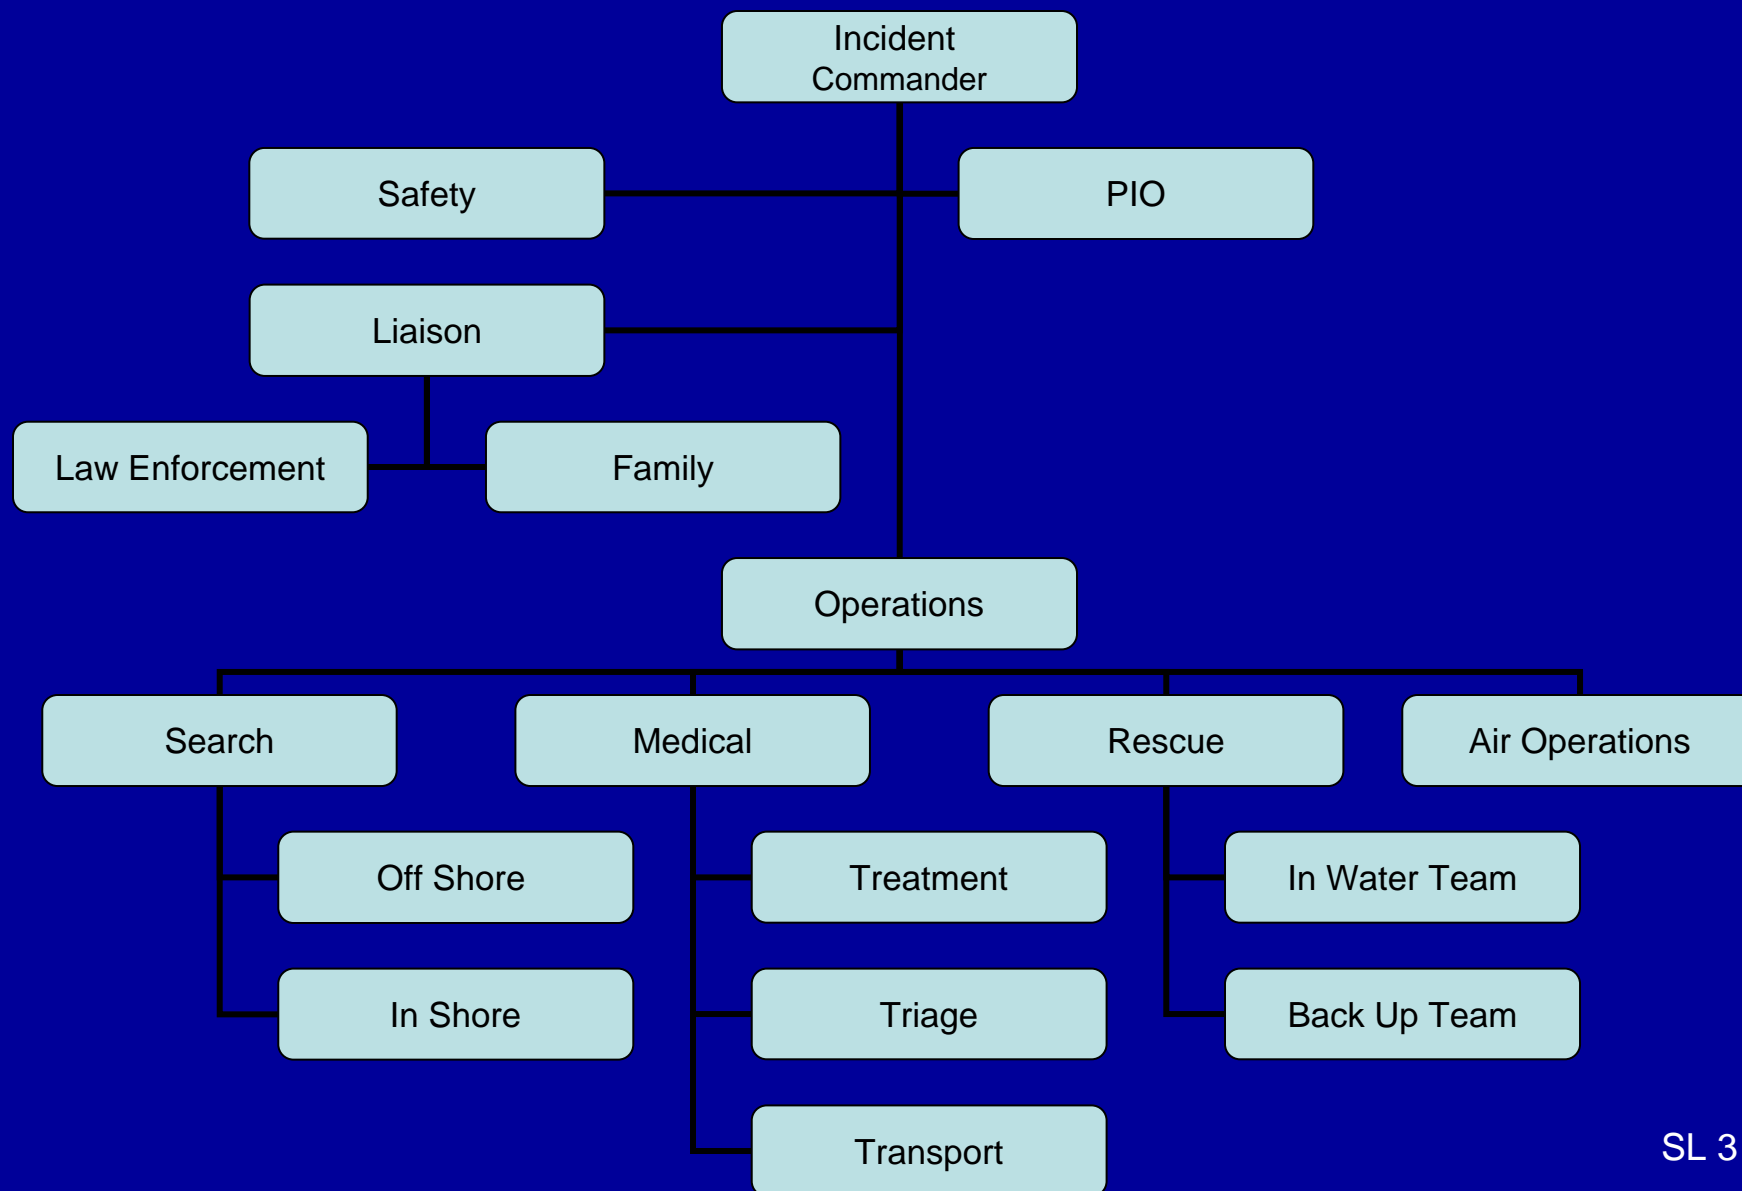 Incident
Commander
Safety
PIO
Liaison
Law Enforcement
Family
Operations
Search
Medical
Rescue
Air Operations
Off Shore
Treatment
In Water Team
In Shore
Triage
Back Up Team
Transport
SL 3